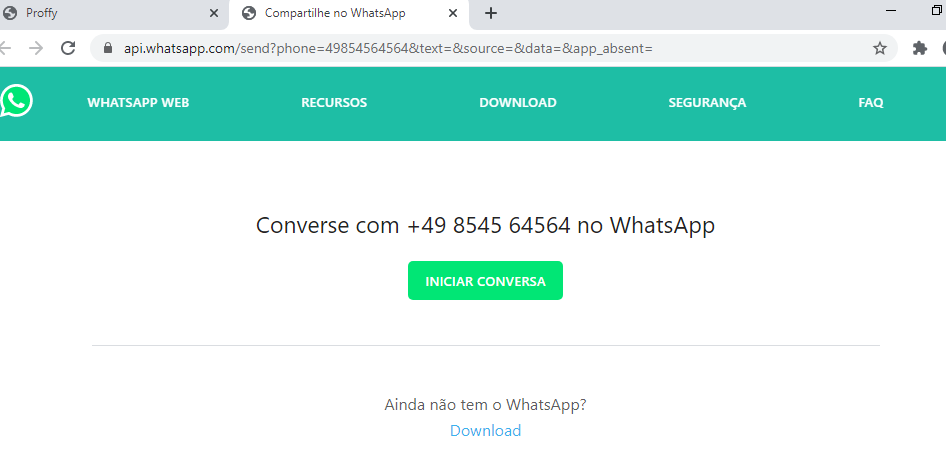 Proffy
Compartilhe no WhatsApp
api.whatsapp.com/send?phone=49854564564&text=&source=&data=&app_absent=
WHATSAPP WEB RECURSOS DOWNLOAD SEGURANÇA FAQ
Converse com +49 8545 64564 no WhatsApp
INICIAR CONVERSA
Ainda não tem o WhatsApp?
Download